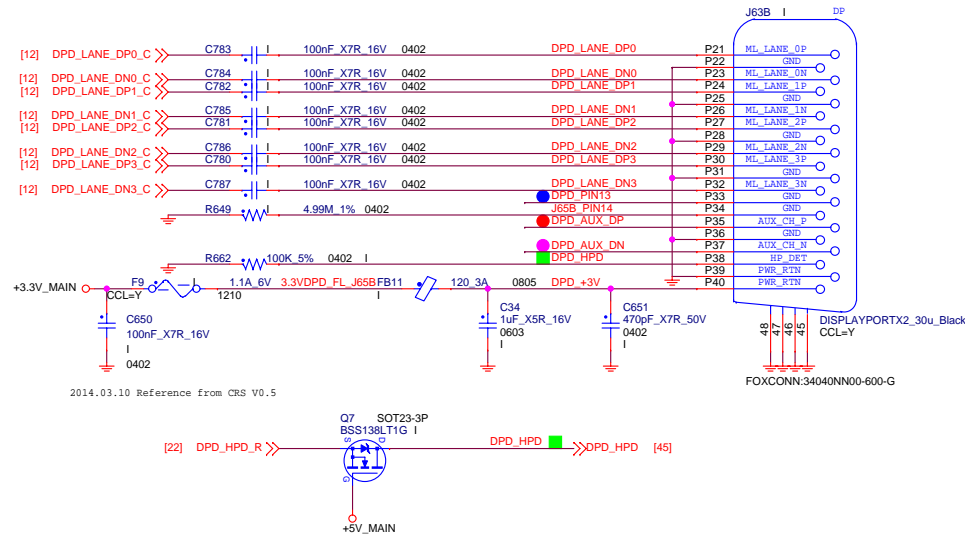 J63B I DP
[12] DPD_LANE_DP0_C C783 I 100nF_X7R_16V 0402 DPD_LANE_DP0 P21 ML_LANE_0P
P22 GND
[12] DPD_LANE_DN0_C C784 I 100nF_X7R_16V 0402 DPD_LANE_DN0 P23 ML_LANE_0N
[12] DPD_LANE_DP1_C C782 I 100nF_X7R_16V 0402 DPD_LANE_DP1 P24 ML_LANE_1P
P25 GND
[12] DPD_LANE_DN1_C C785 I 100nF_X7R_16V 0402 DPD_LANE_DN1 P26 ML_LANE_1N
[12] DPD_LANE_DP2_C C781 I 100nF_X7R_16V 0402 DPD_LANE_DP2 P27 ML_LANE_2P
P28 GND
[12] DPD_LANE_DN2_C C786 I 100nF_X7R_16V 0402 DPD_LANE_DN2 P29 ML_LANE_2N
[12] DPD_LANE_DP3_C C780 I 100nF_X7R_16V 0402 DPD_LANE_DP3 P30 ML_LANE_3P
P31 GND
[12] DPD_LANE_DN3_C C787 I 100nF_X7R_16V 0402 DPD_LANE_DN3 P32 ML_LANE_3N
DPD_PIN13 P33 GND
R649 I 4.99M_1% 0402 J65B_PIN14 P34 GND
DPD_AUX_DP P35 AUX_CH_P
P36 GND
DPD_AUX_DN P37 AUX_CH_N
R662 100K_5% 0402 I DPD_HPD P38 HP_DET
P39 PWR_RTN
+3.3V_MAIN F9 I 1.1A_6V 3.3VDPD_FL_J65B FB11 120_3A 0805 DPD_+3V P40 PWR_RTN
CCL=Y 1210 I
C650 C34 C651 DISPLAYPORTX2_30u_Black
100nF_X7R_16V 1uF_X5R_16V 470pF_X7R_50V 48 47 46 45 CCL=Y
I 0603 0402
0402 I I
FOXCONN:34040NN00-600-G
2014.03.10 Reference from CRS V0.5
Q7 SOT23-3P
BSS138LT1G I
[22] DPD_HPD_R S D DPD_HPD DPD_HPD [45]
G
+5V_MAIN